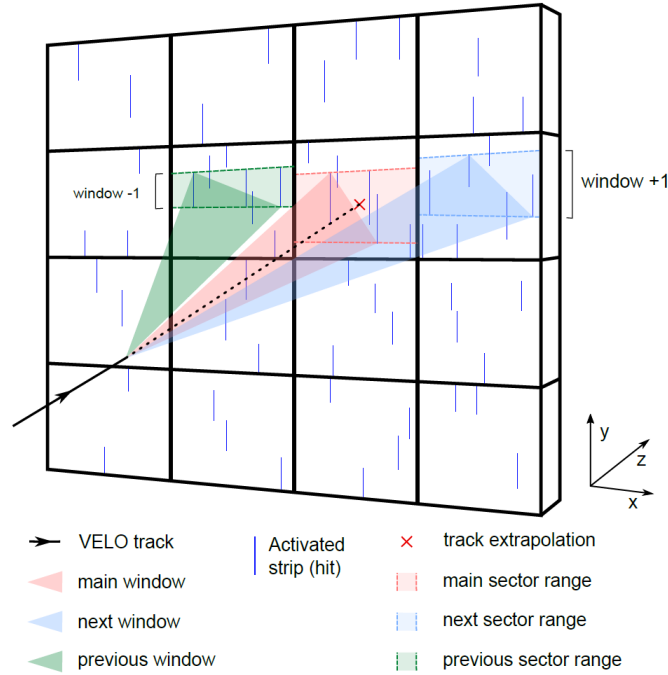 window -1
window +1
y
z
x
VELO track
Activated
strip (hit)
track extrapolation
main window
main sector range
next window
next sector range
previous window
previous sector range